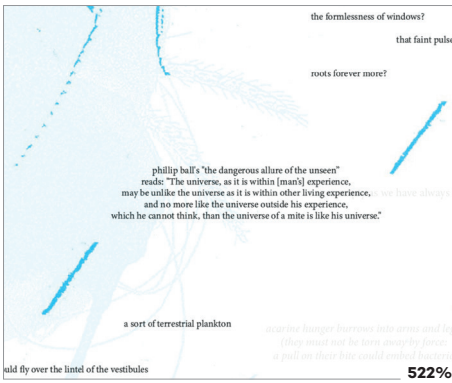 the formlessness of windows?
that faint pulse
roots forever more?
phillip ball's "the dangerous allure of the unseen"
reads: "The universe, as it is within [man's] experience,
may be unlike the universe as it is within other living experience,
we have always
and no more like the universe outside his experience,
which he cannot think, than the universe of a mite is like his universe."
a sort of terrestrial plankton
acarine hunger burrows into arms and le
(they must not be torn away by force:
a pull on their bite could embed bacteri
uld fly over the lintel of the vestibules
522%